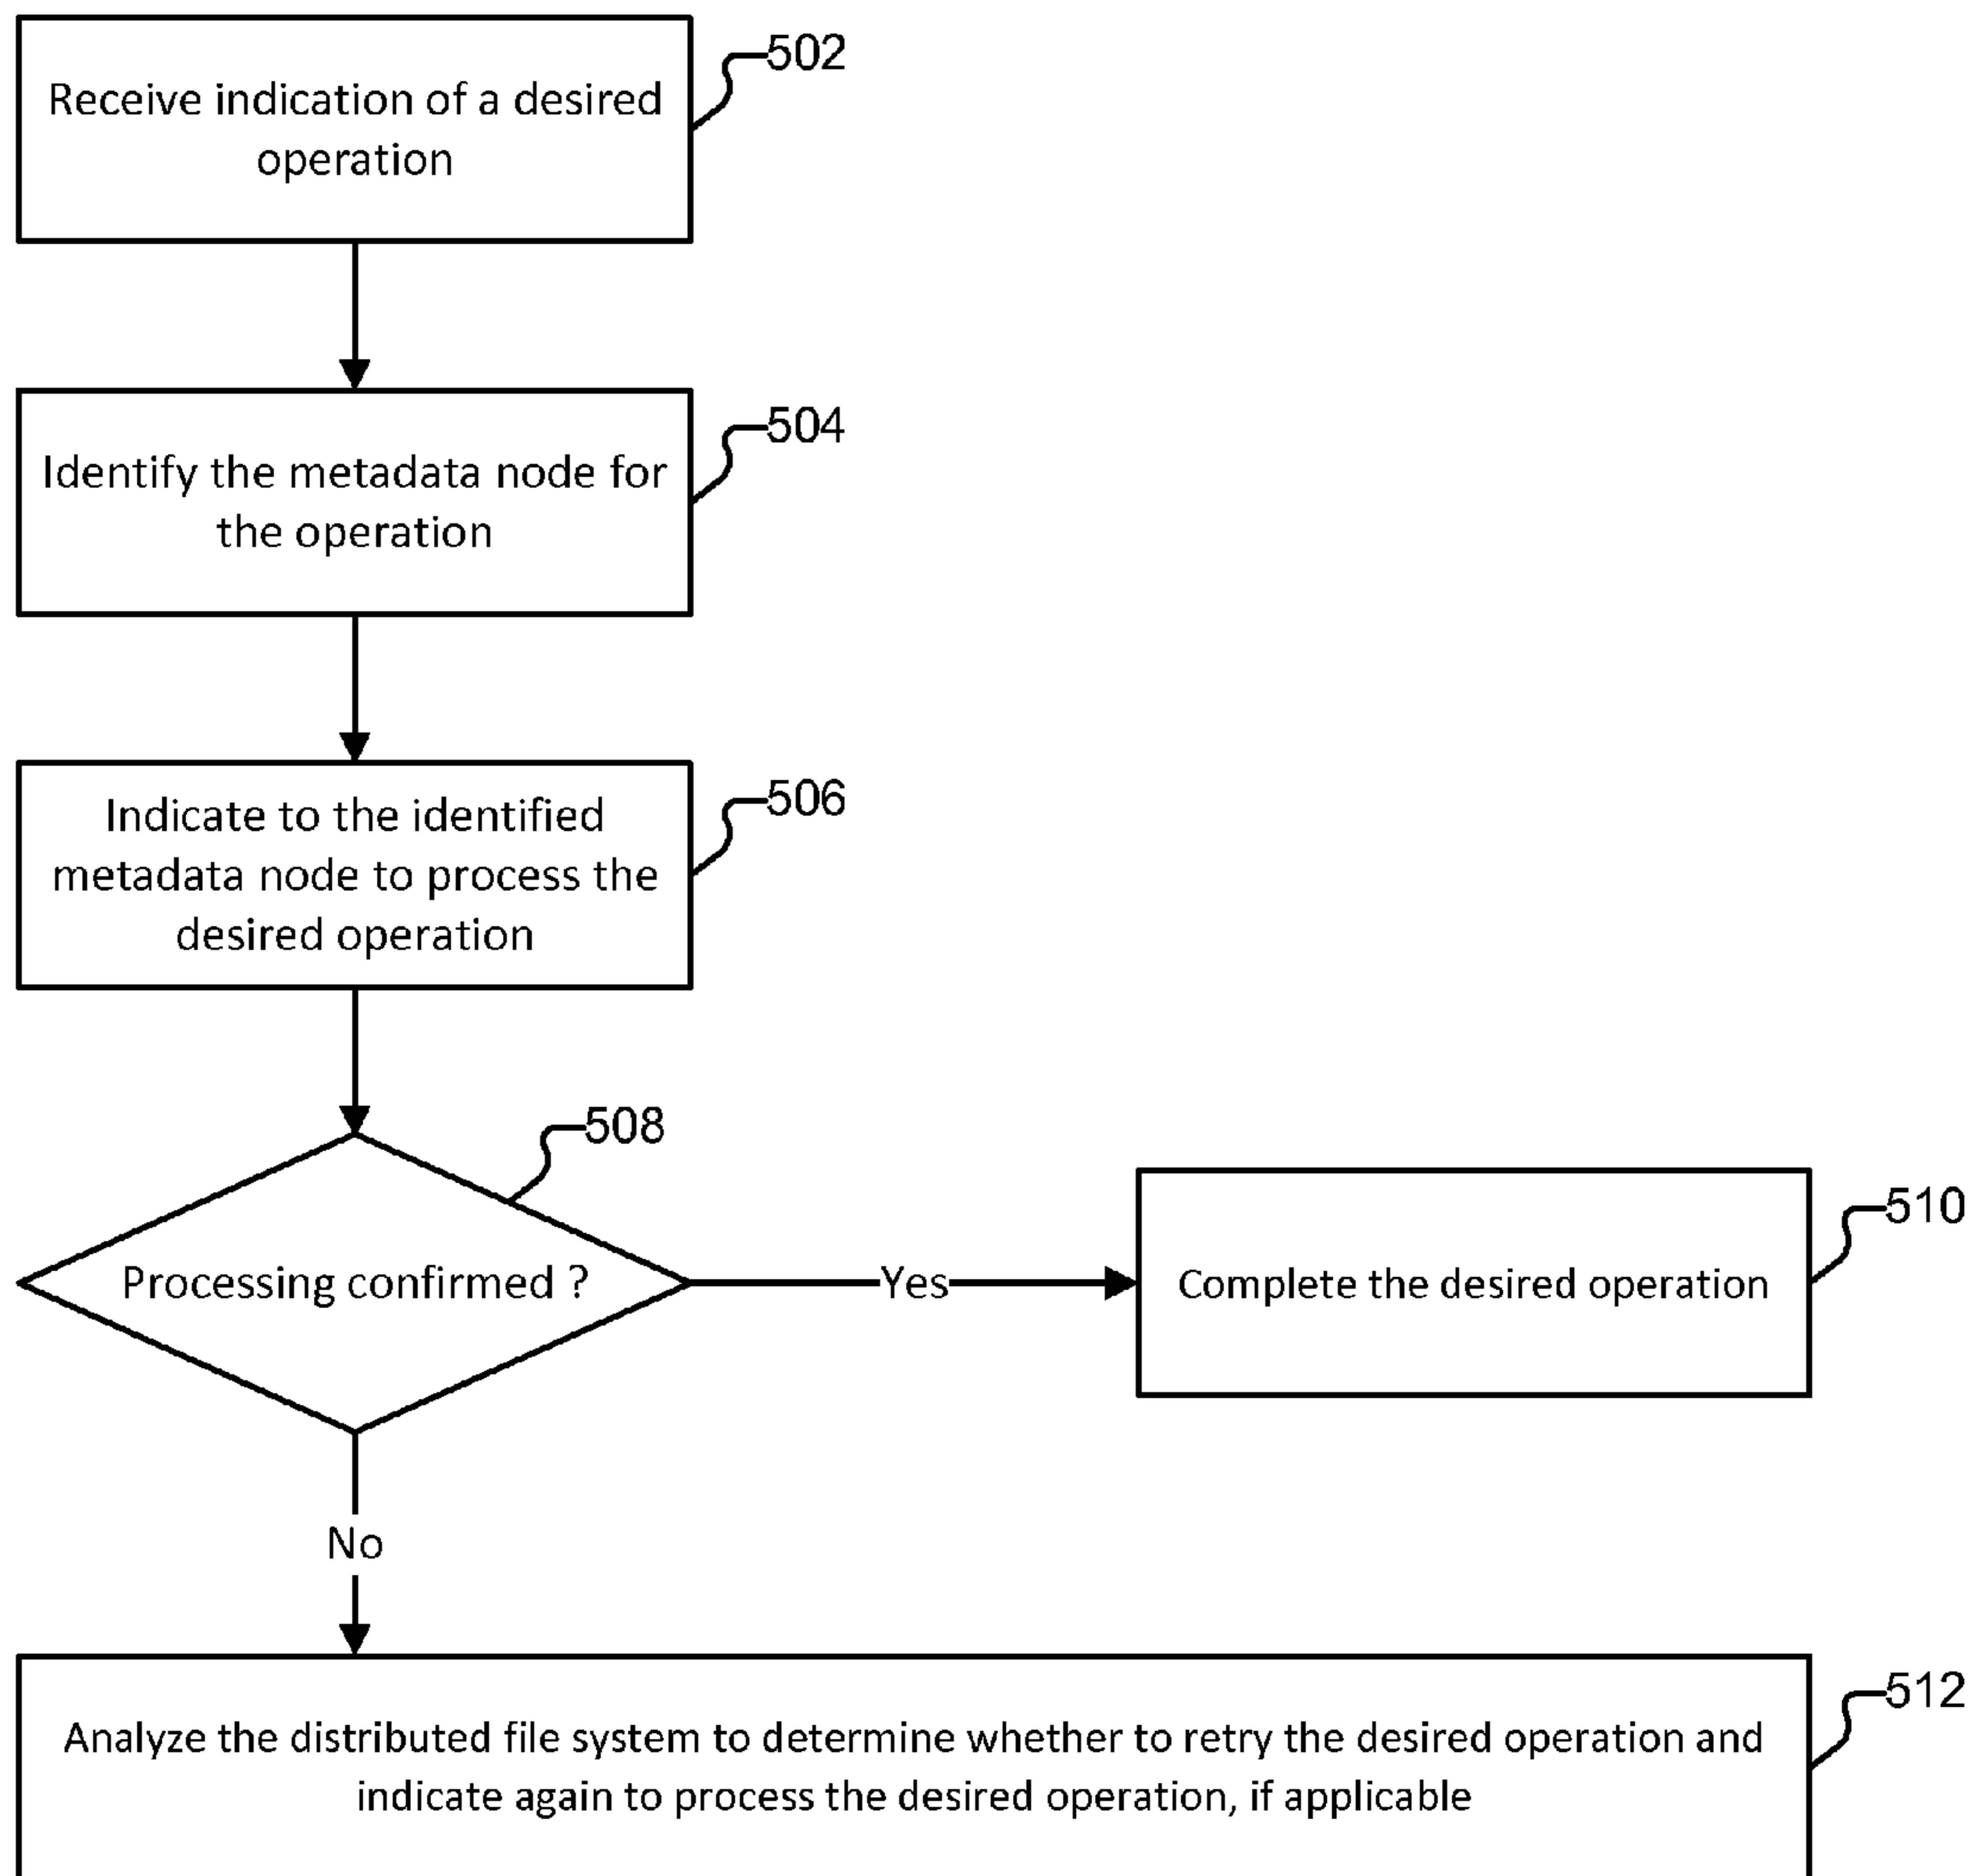 Receive indication of a desired
operation
502
Identify the metadata node for
the operation
504
Indicate to the identified
metadata node to process the
desired operation
506
508
Processing confirmed ?
Yes
Complete the desired operation
510
No
Analyze the distributed file system to determine whether to retry the desired operation and
indicate again to process the desired operation, if applicable
512